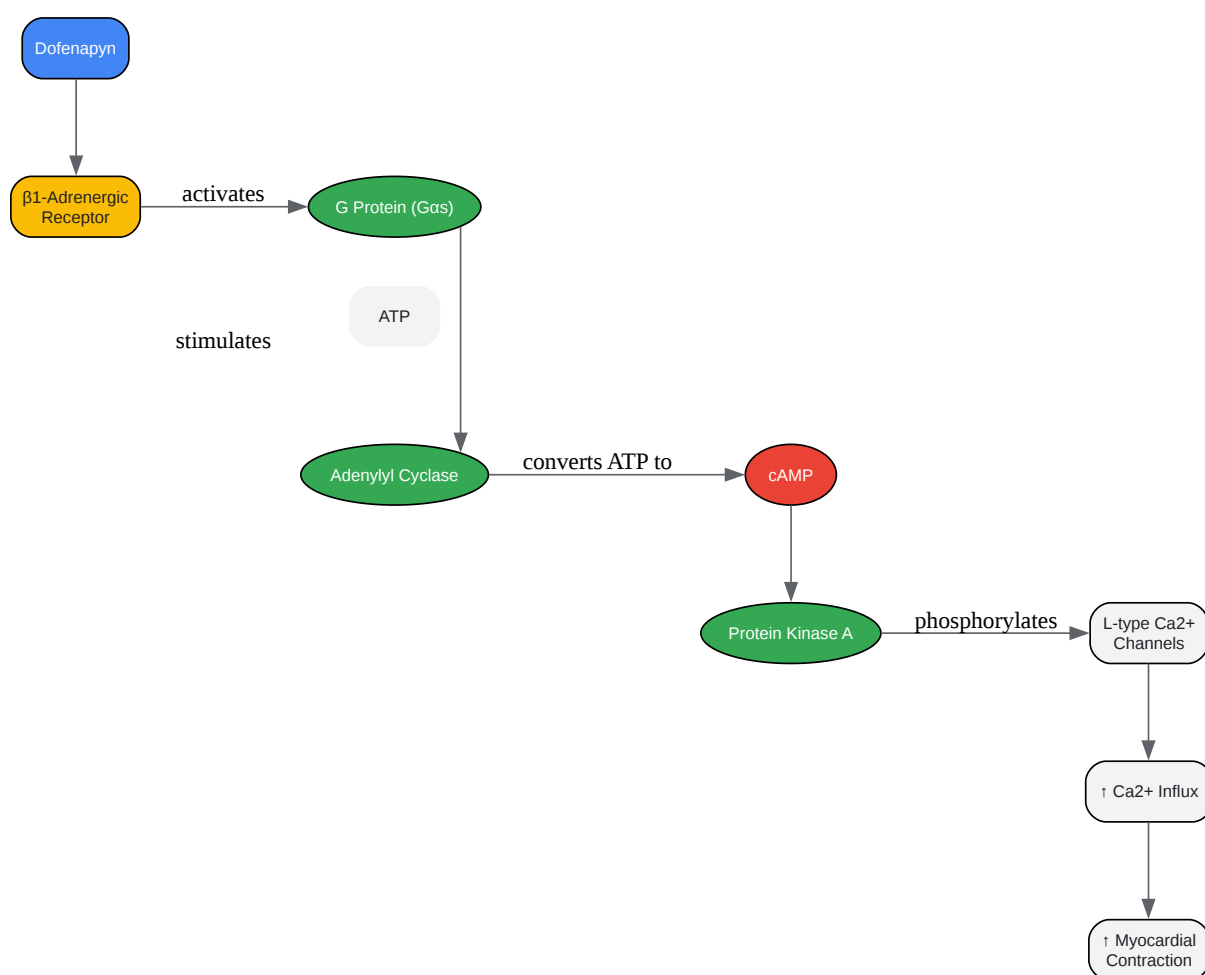 Dofenapyn
β1-Adrenergic
Receptor
activates
G Protein (Gαs)
ATP
stimulates
Adenylyl Cyclase
converts ATP to
cAMP
Protein Kinase A
phosphorylates
L-type Ca2+
Channels
↑ Ca2+ Influx
↑ Myocardial
Contraction